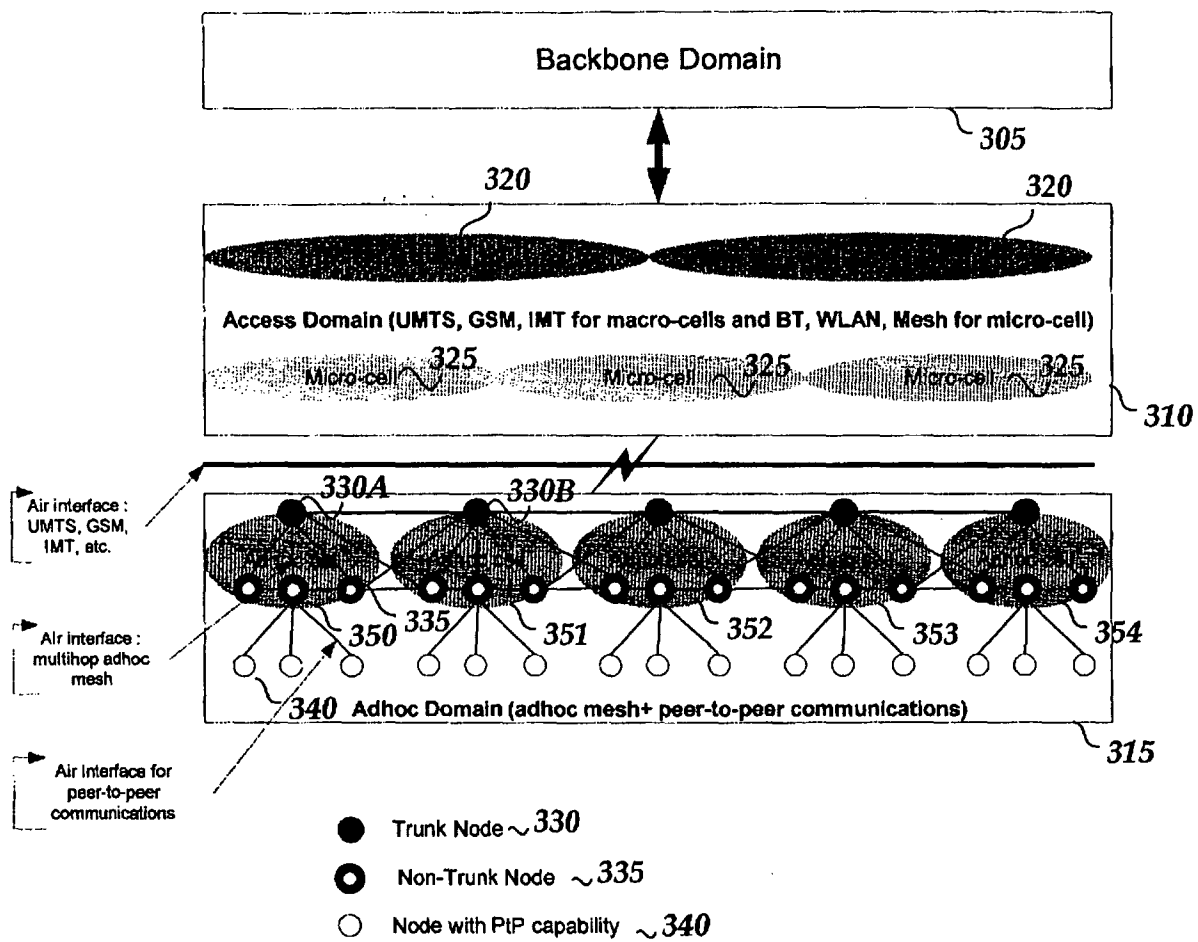 Backbone Domain
305
320
320
Access Domain (UMTS, GSM, IMT for macro-cells and BT, WLAN, Mesh for micro-cell)
Micro-cell 325
Micro-cell 325
Micro-cell 325
310
Air interface :
UMTS, GSM,
IMT, etc.
330A
330B
Air interface :
multihop adhoc
mesh
350
335
351
352
353
354
340
Adhoc Domain (adhoc mesh+ peer-to-peer communications)
315
Air Interface for
peer-to-peer
communications
Trunk Node ~ 330
Non-Trunk Node ~ 335
Node with PtP capability ~ 340